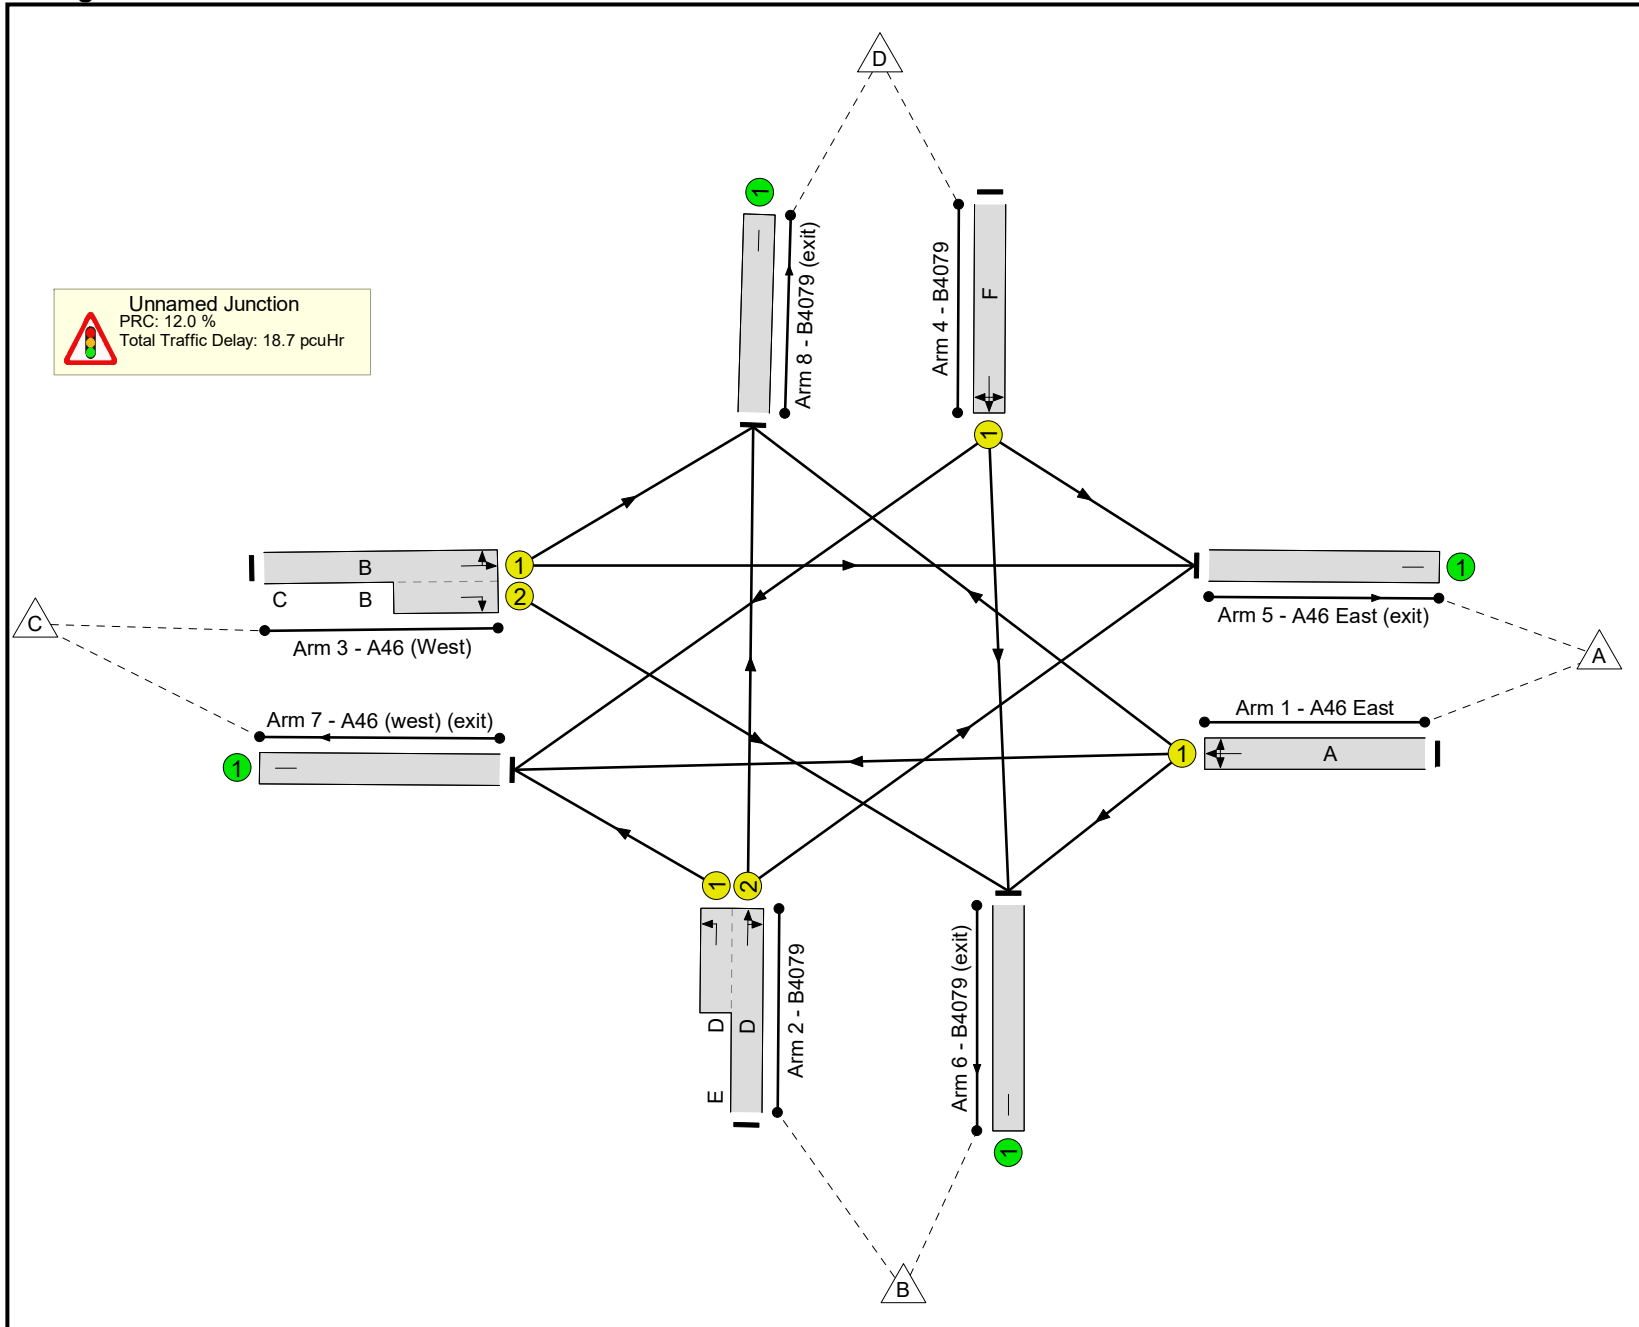 D
1
Arm 8 - B4079 (exit)
Arm 4 - B4079
F
1
Unnamed Junction
PRC: 12.0 %
Total Traffic Delay: 18.7 pcuHr
B
C
B
1
2
Arm 3 - A46 (West)
C
1
Arm 5 - A46 East (exit)
A
Arm 7 - A46 (west) (exit)
1
Arm 1 - A46 East
1
A
1
2
D
D
E
Arm 2 - B4079
Arm 6 - B4079 (exit)
1
B